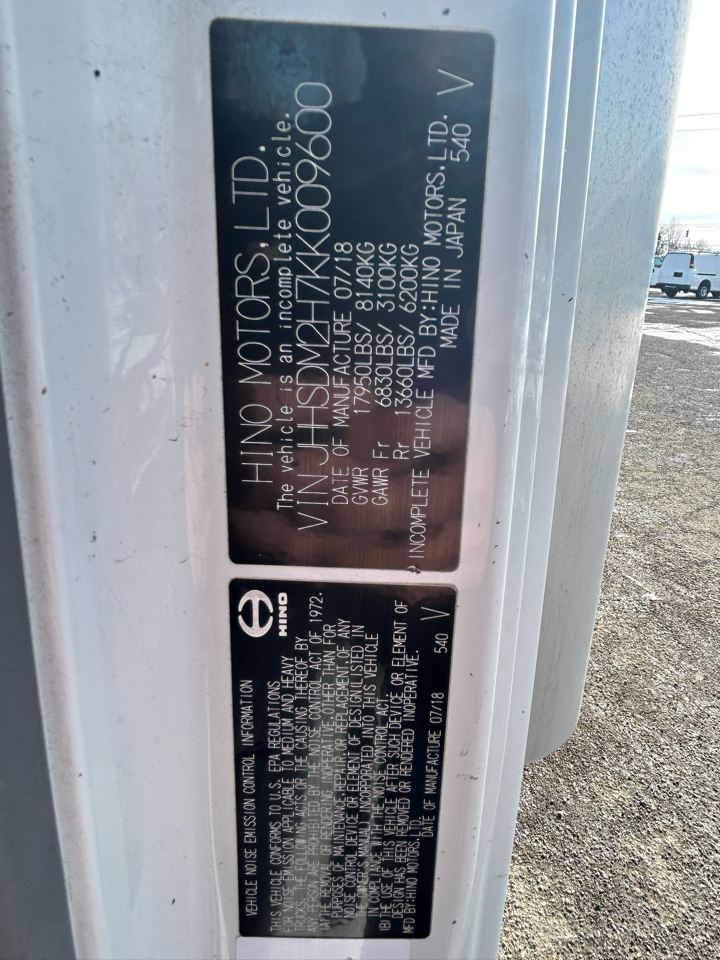 HINO MOTORS, LTD.
The vehicle is an incomplete vehicle.
VIN JHHSDM2H7KK009600
DATE OF MANUFACTURE 07/18
GVWR 17950LBS/ 8140KG
GAWR Fr 6830LBS/ 3100KG
Rr 13660LBS/ 6200KG
INCOMPLETE VEHICLE MFD BY:HINO MOTORS,LTD.
MADE IN JAPAN 540 V
HINO
VEHICLE NOISE EMISSION CONTROL INFORMATION
THIS VEHICLE CONFORMS TO U.S. EPA REGULATIONS
FOR NOISE EMISSION APPLICABLE TO MEDIUM AND HEAVY
TRUCKS. THE FOLLOWING ACTS OR THE CAUSING THEREOF BY
ANY PERSON ARE PROHIBITED BY THE NOISE CONTROL ACT OF 1972.
(A) THE REMOVAL OR RENDERING INOPERATIVE, OTHER THAN FOR
PURPOSES OF MAINTENANCE, REPAIR, OR REPLACEMENT, OF ANY
NOISE CONTROL DEVICE OR ELEMENT OF DESIGN(LISTED IN
THE OWNER'S MANUAL) INCORPORATED INTO THIS VEHICLE
IN COMPLIANCE WITH THE NOISE CONTROL ACT.
(B) THE USE OF THIS VEHICLE AFTER SUCH DEVICE OR ELEMENT OF
DESIGN HAS BEEN REMOVED OR RENDERED INOPERATIVE.
MFD BY:HINO MOTORS,LTD.
DATE OF MANUFACTURE 07/18 540 V